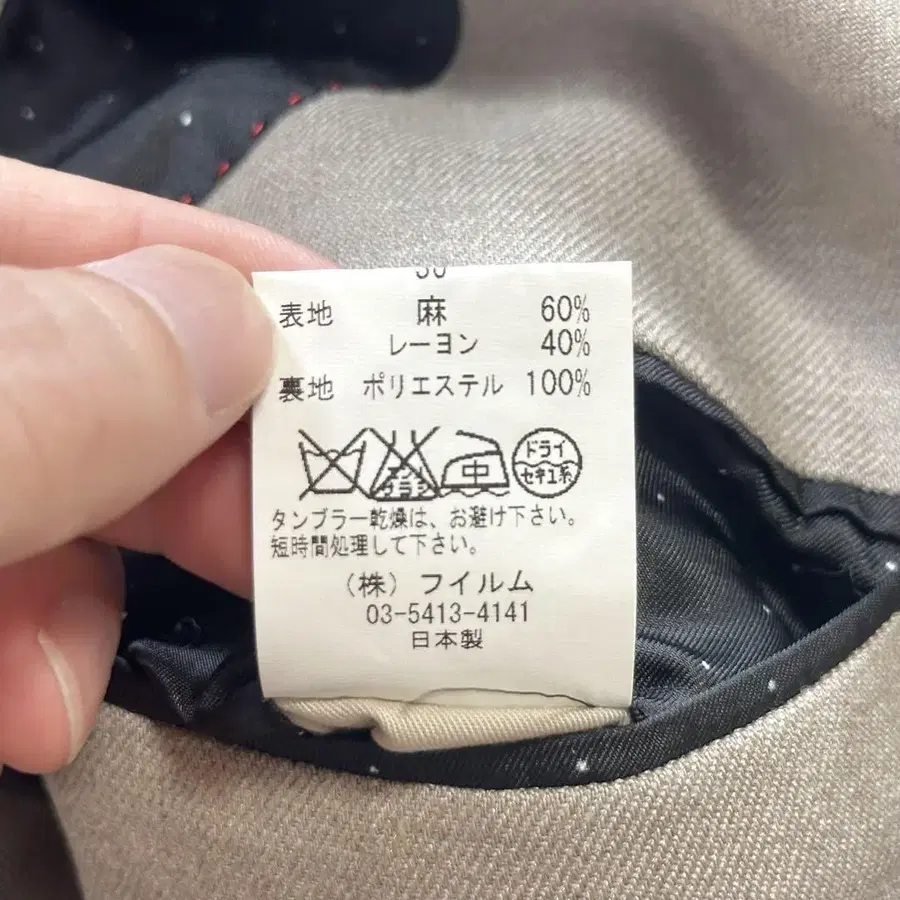 表地 麻 60%
レーヨン 40%
裏地 ポリエステル 100%
中
ドライ
セキユ系
タンブラー乾燥は、お避け下さい。
短時間処理して下さい。
（株）フイルム
03-5413-4141
日本製